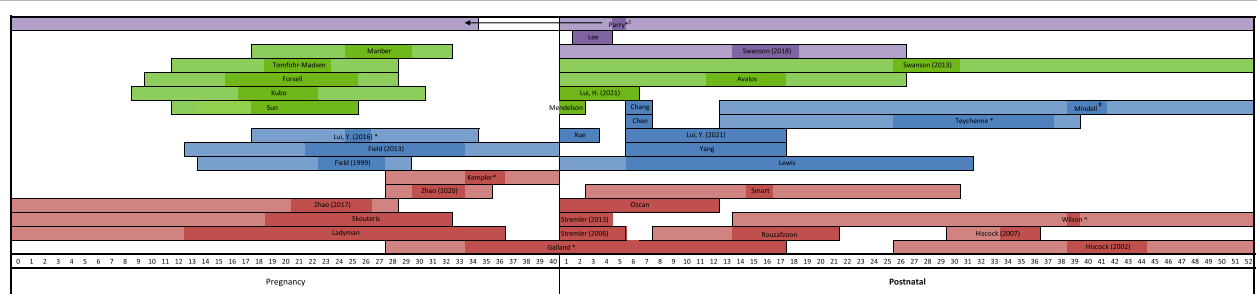 Parry*$
Lee
Manber Swanson (2018)
Tomfohr-Madsen Swanson (2013)
Forsell Avalos
Kubo Lui, H. (2021)
Sun Mendelson Chang Mindell #
Chen Teychenne *
Lui, Y. (2016) * Xue Lui, Y. (2021)
Field (2013) Yang
Field (1999) Lewis
Kempler*
Zhao (2020) Smart
Zhao (2017) Ozcan
Skouteris Stremler (2013) Wilson ^
Ladyman Stremler (2006) Rouzafzoon Hiscock (2007)
Galland * Hiscock (2002)
0 1 2 3 4 5 6 7 8 9 10 11 12 13 14 15 16 17 18 19 20 21 22 23 24 25 26 27 28 29 30 31 32 33 34 35 36 37 38 39 40 1 2 3 4 5 6 7 8 9 10 11 12 13 14 15 16 17 18 19 20 21 22 23 24 25 26 27 28 29 30 31 32 33 34 35 36 37 38 39 40 41 42 43 44 45 46 47 48 49 50 51 52
Pregnancy Postnatal